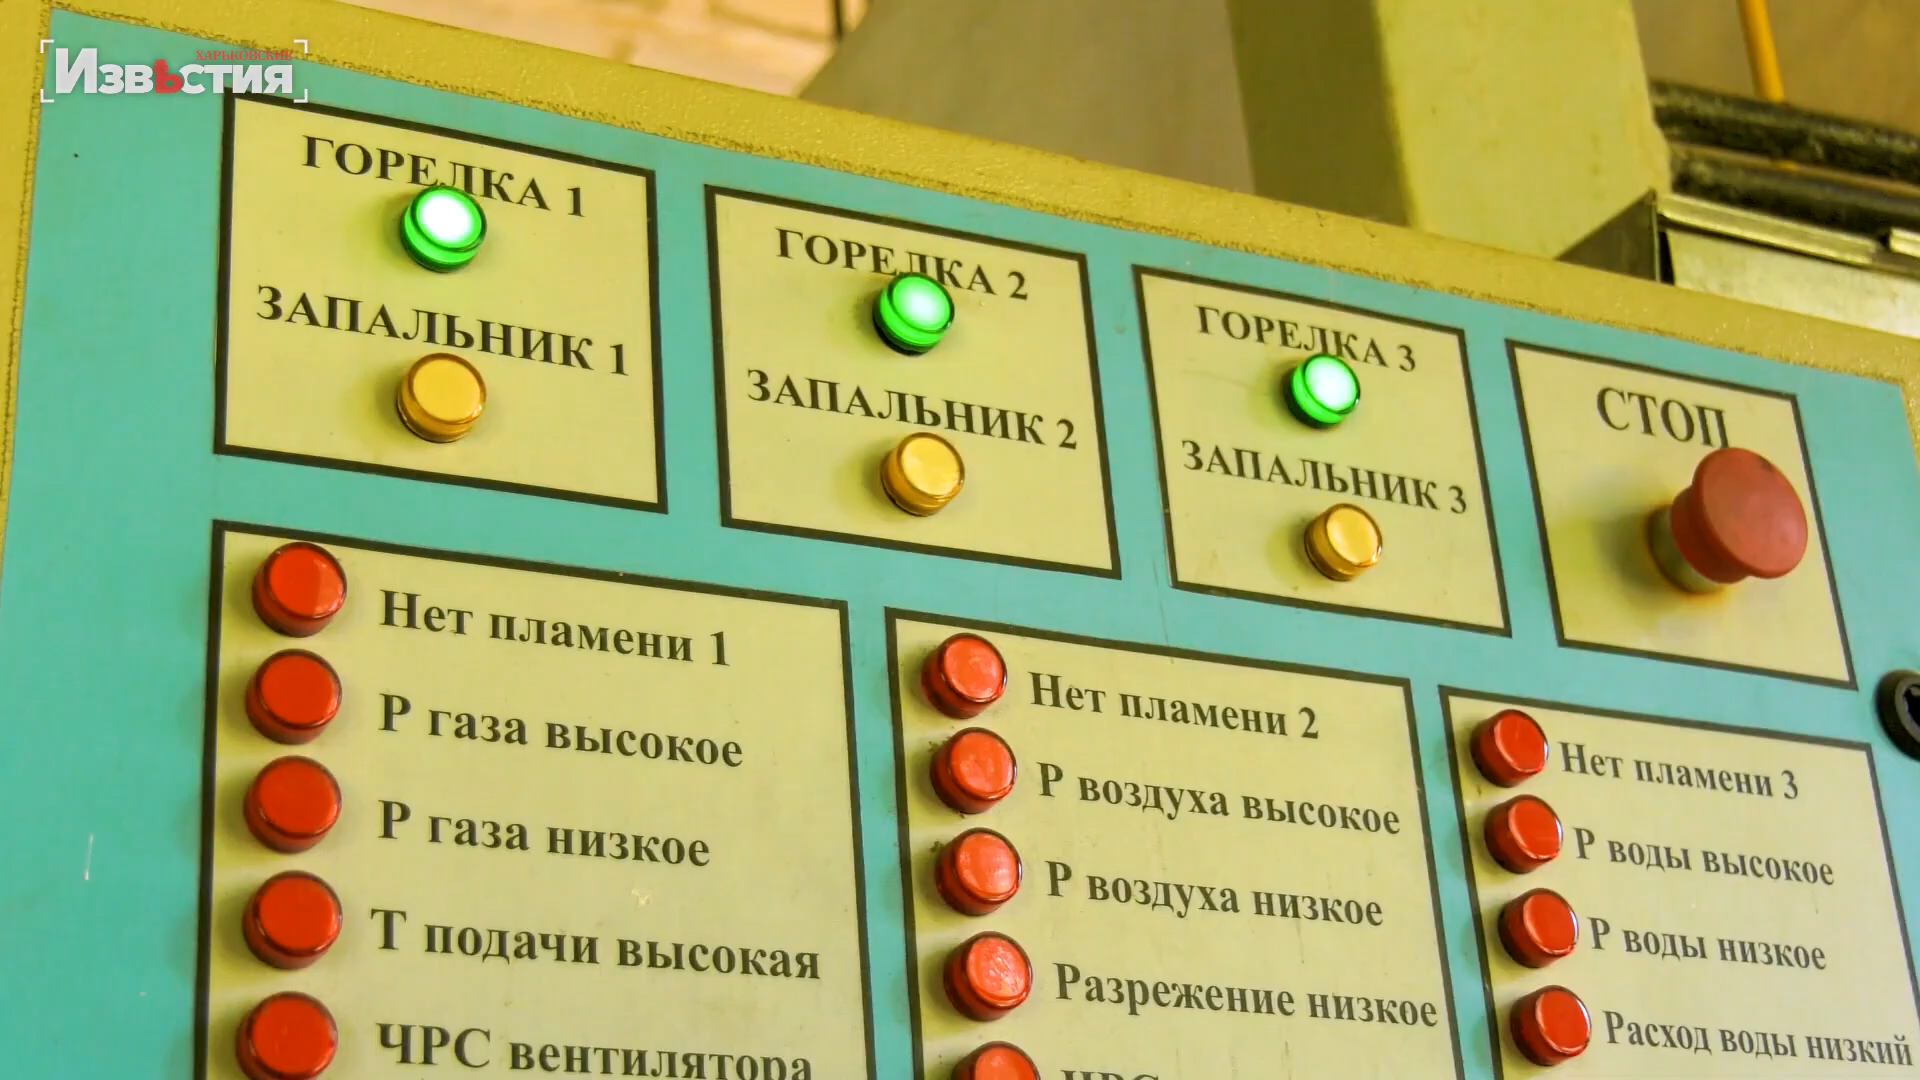 ХАРЬКОВСКИЕ
ИзвѢстия
ГОРЕЛКА 1
ЗАПАЛЬНИК 1
ГОРЕЛКА 2
ЗАПАЛЬНИК 2
ГОРЕЛКА 3
ЗАПАЛЬНИК 3
СТОП
Нет пламени 1
Р газа высокое
Р газа низкое
Т подачи высокая
ЧРС вентилятора
Нет пламени 2
Р воздуха высокое
Р воздуха низкое
Разрежение низкое
Нет пламени 3
Р воды высокое
Р воды низкое
Расход воды низкий